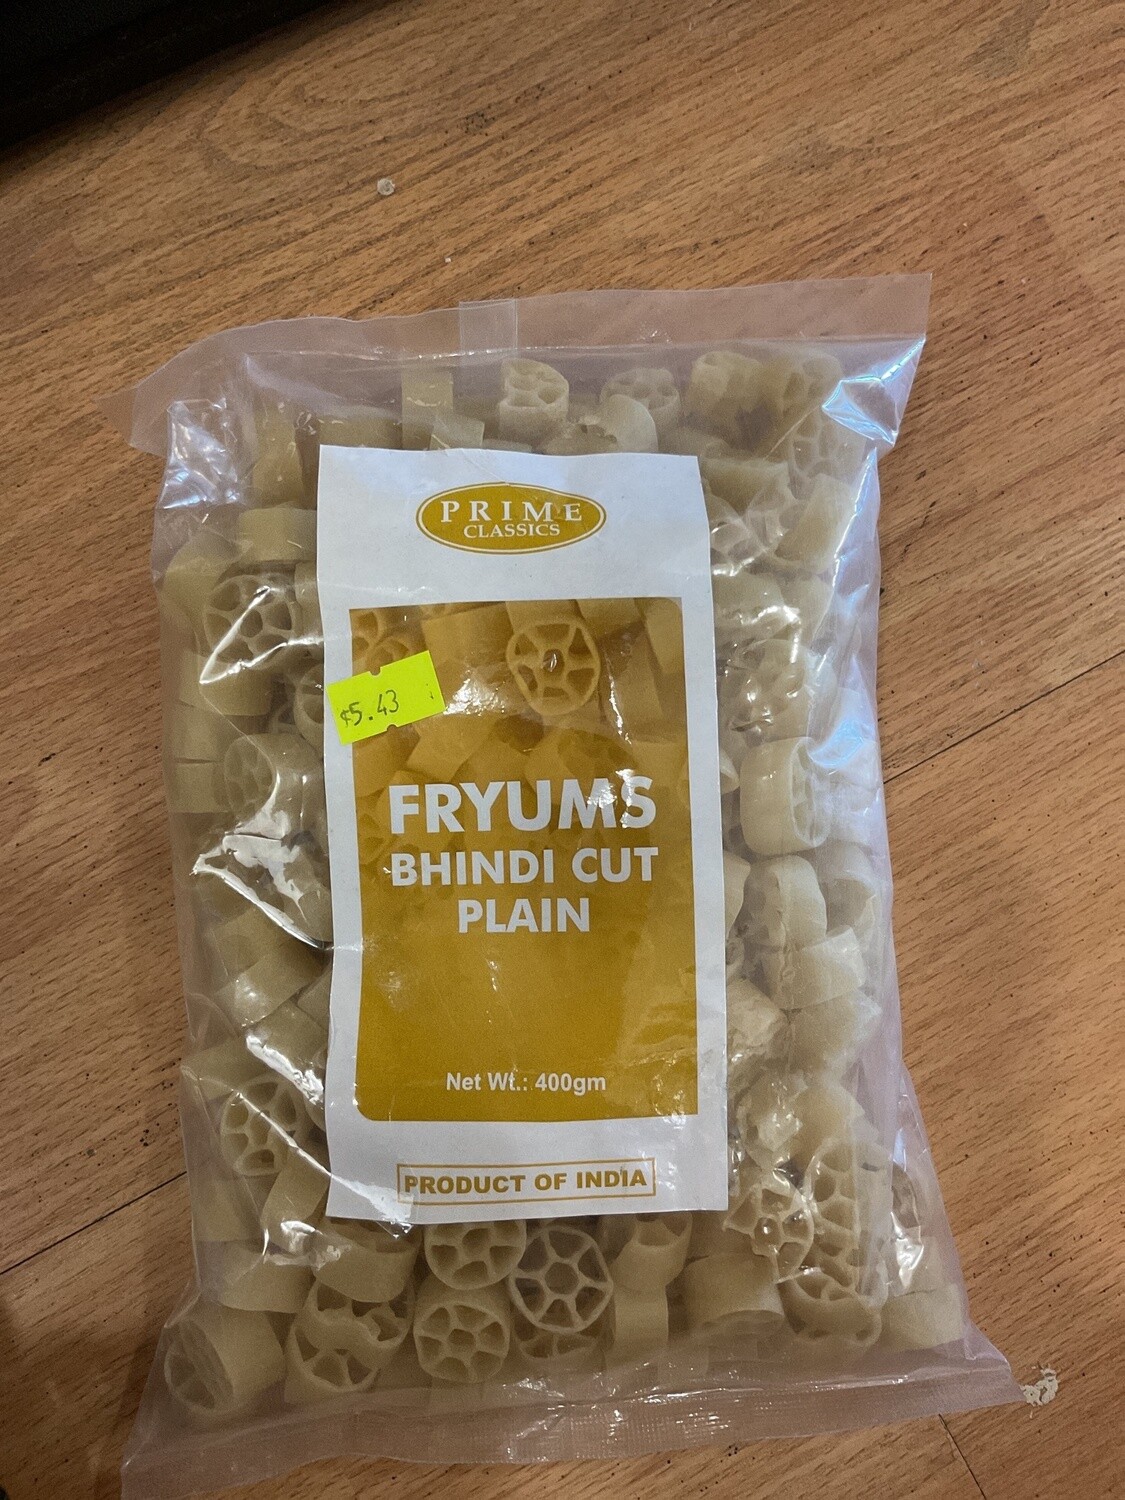 PRIME
CLASSICS
$5.43
FRYUMS
BHINDI CUT
PLAIN
Net Wt.: 400gm
PRODUCT OF INDIA